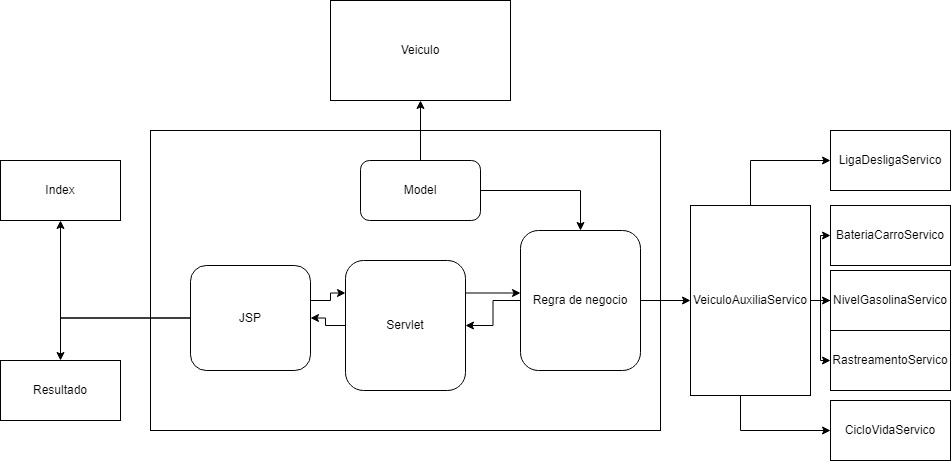 Veiculo
LigaDesligaServico
Index
Model
BateriaCarroServico
VeiculoAuxiliaServico
NivelGasolinaServico
Regra de negocio
JSP
Servlet
RastreamentoServico
Resultado
CicloVidaServico